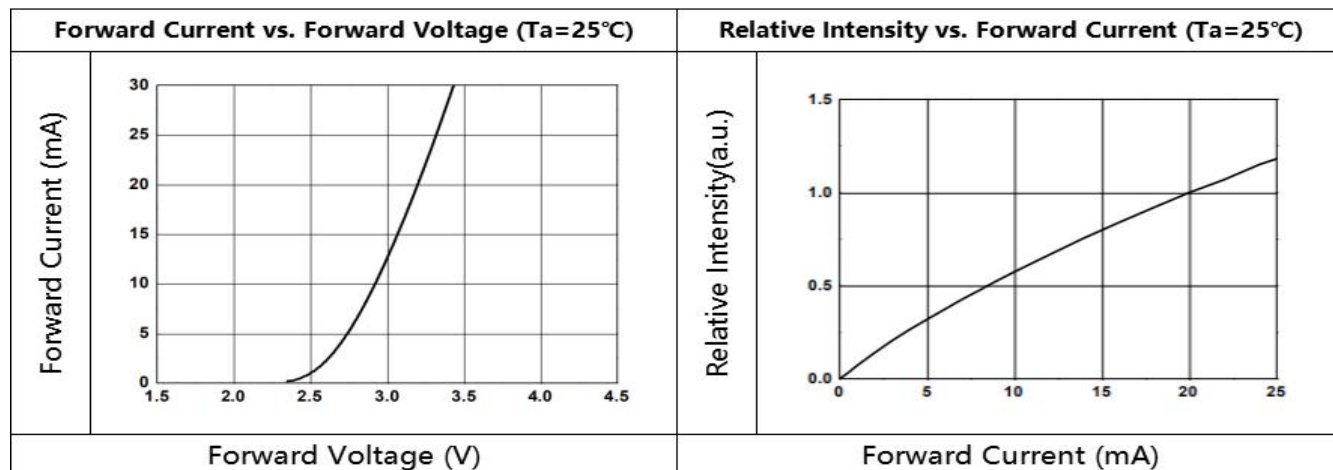 Forward Current vs. Forward Voltage (Ta=25℃)
Relative Intensity vs. Forward Current (Ta=25℃)
Forward Current (mA)
30
25
20
15
10
5
0
1.5 2.0 2.5 3.0 3.5 4.0 4.5
Forward Voltage (V)
Relative Intensity(a.u.)
1.5
1.0
0.5
0.0
0 5 10 15 20 25
Forward Current (mA)